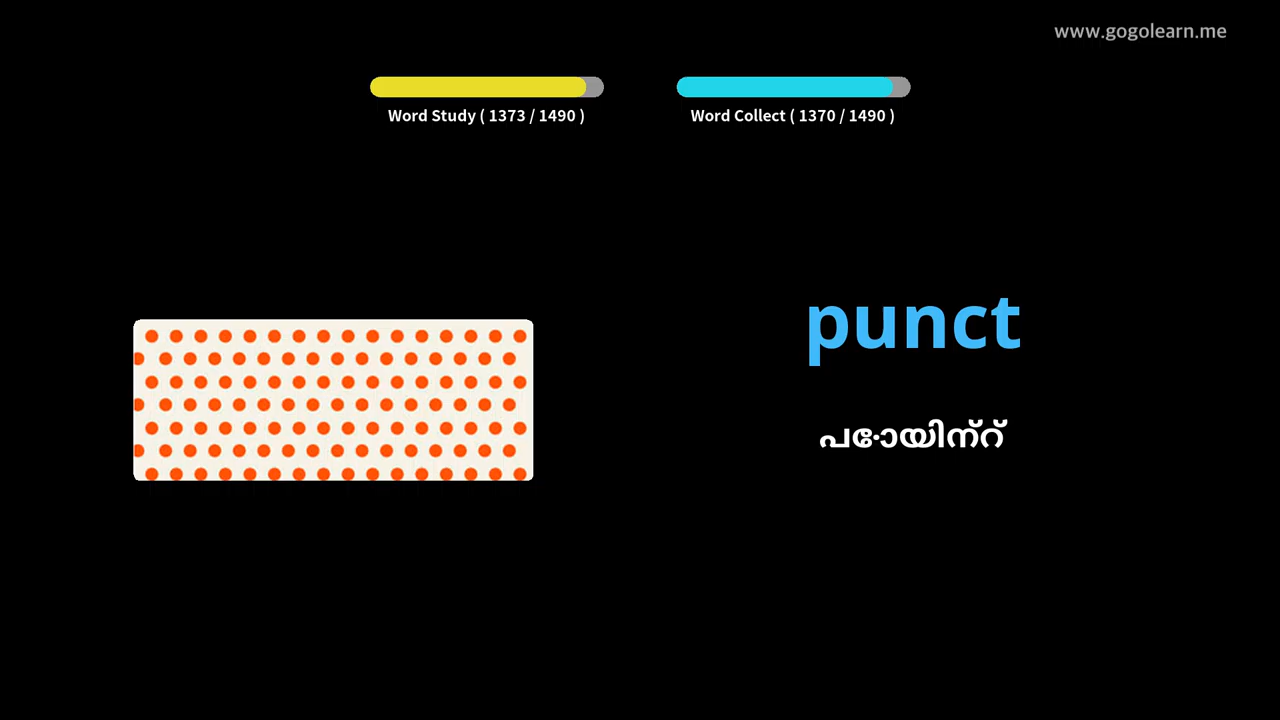 www.gogolearn.me
Word Study ( 1373 / 1490 )
Word Collect ( 1370 / 1490 )
punct
പോയിന്റ്